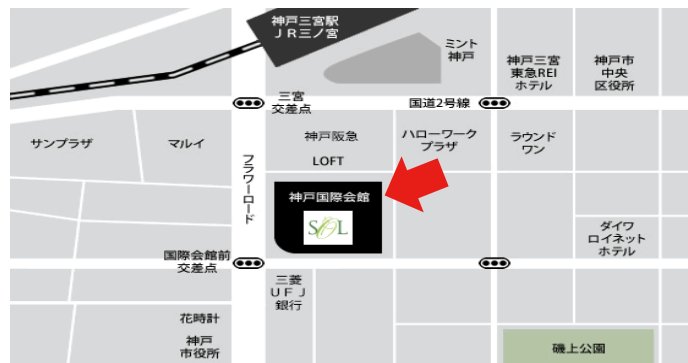 神戸三宮駅
JR三ノ宮
ミント
神戸
神戸三宮
東急REI
ホテル
神戸市
中央
区役所
三宮
交差点
国道2号線
サンプラザ
マルイ
フラワーロード
神戸阪急
LOFT
ハローワーク
プラザ
ラウンド
ワン
神戸国際会館
SOL
ダイワ
ロイネット
ホテル
国際会館前
交差点
三菱
UFJ
銀行
花時計
神戸
市役所
磯上公園